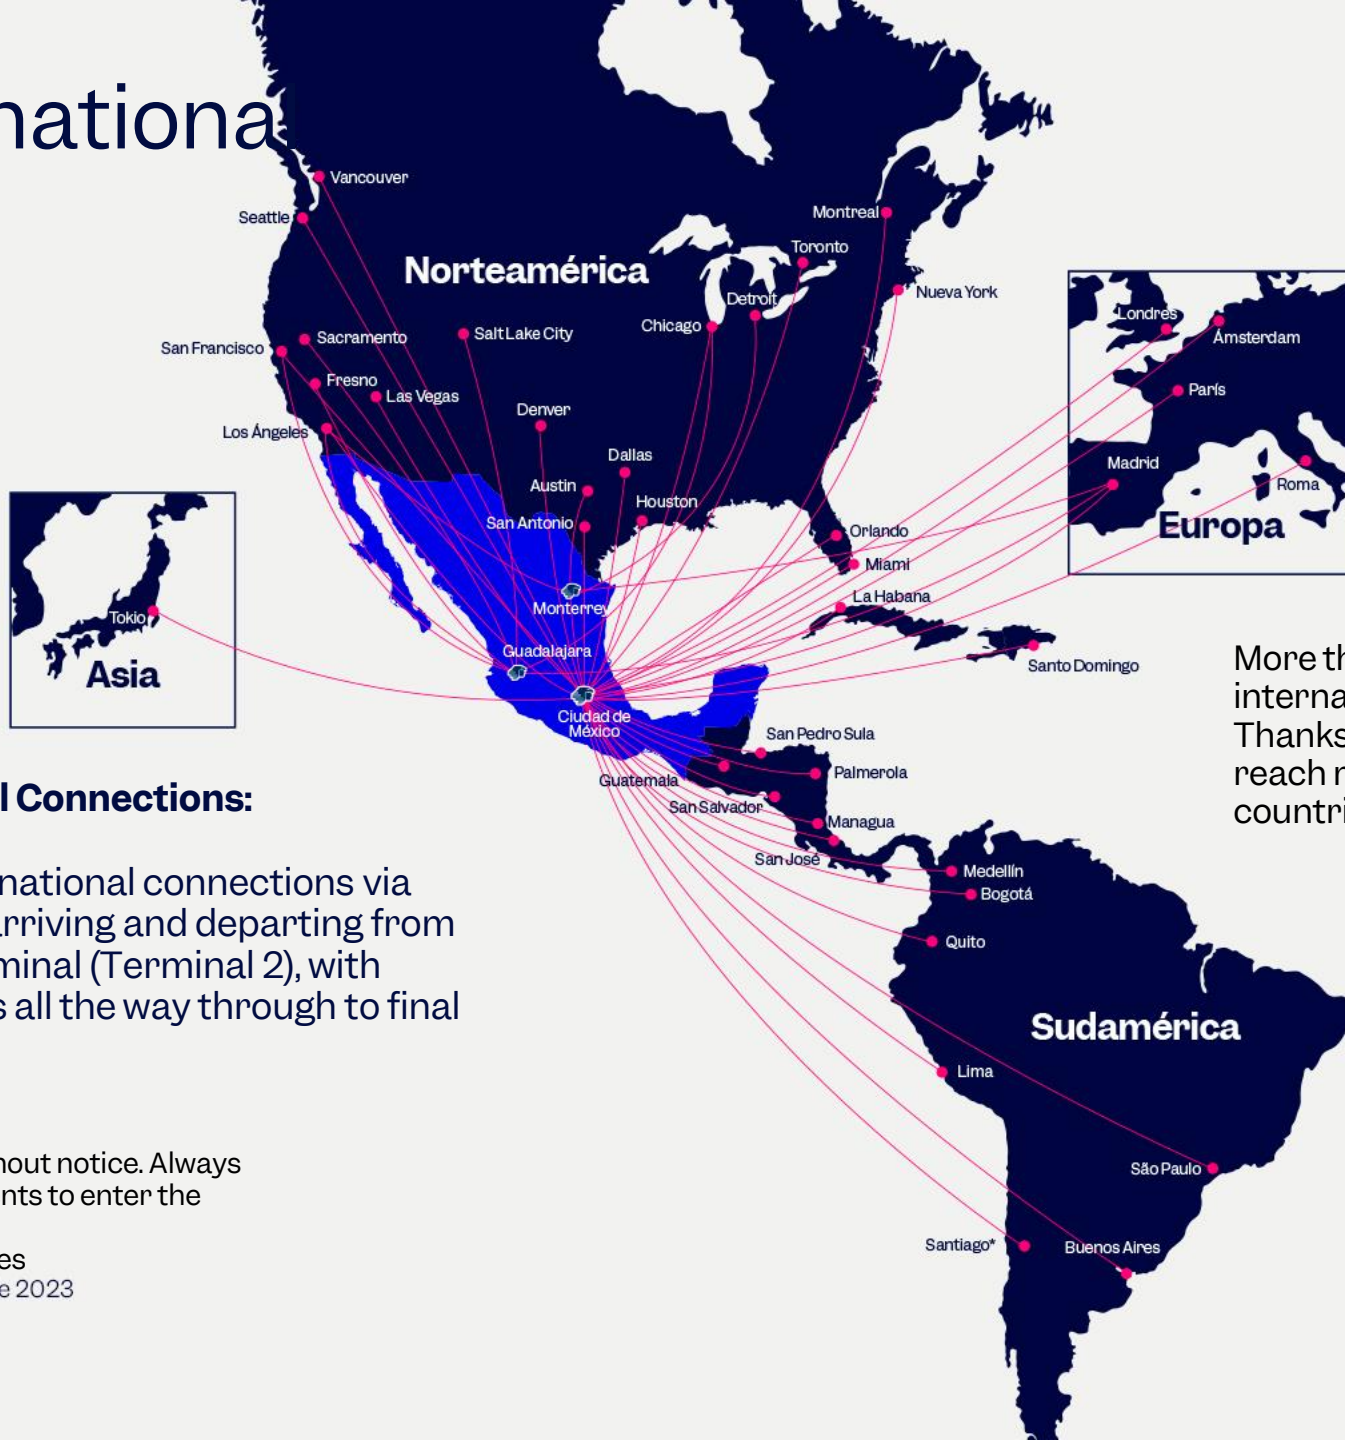 nationa
Vancouver
Seattle
Montreal
Toronto
Norteamérica
Nueva York
Detroit
Chicago
Londres
Ámsterdam
Sacramento
Salt Lake City
San Francisco
Fresno
Las Vegas
París
Denver
Los Ángeles
Dallas
Madrid
Austin
Roma
Houston
San Antonio
Europa
Orlando
Miami
La Habana
Monterrey
Tokio
Guadalajara
Asia
Santo Domingo
Ciudad de
México
More th
interna
Thanks
reach n
countri
San Pedro Sula
Palmerola
Guatemala
San Salvador
Managua
San José
Medellín
Bogotá
Quito
l Connections:
national connections via
arriving and departing from
minal (Terminal 2), with
s all the way through to final
Sudamérica
Lima
hout notice. Always
nts to enter the
São Paulo
Santiago*
Buenos Aires
es
e 2023